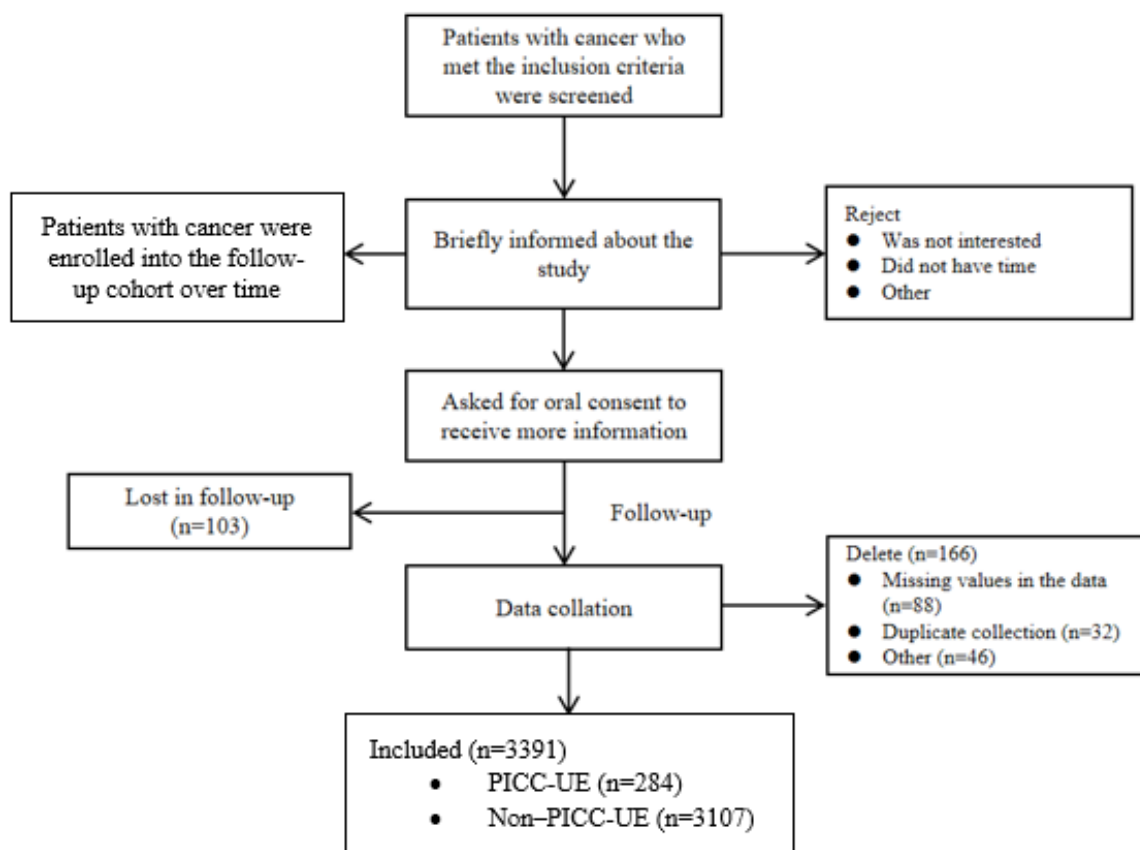 Patients with cancer who
met the inclusion criteria
were screened
Patients with cancer were
enrolled into the follow-
up cohort over time
Briefly informed about the
study
Reject
● Was not interested
● Did not have time
● Other
Asked for oral consent to
receive more information
Lost in follow-up
(n=103)
Follow-up
Data collation
Delete (n=166)
● Missing values in the data
(n=88)
● Duplicate collection (n=32)
● Other (n=46)
Included (n=3391)
• PICC-UE (n=284)
• Non–PICC-UE (n=3107)